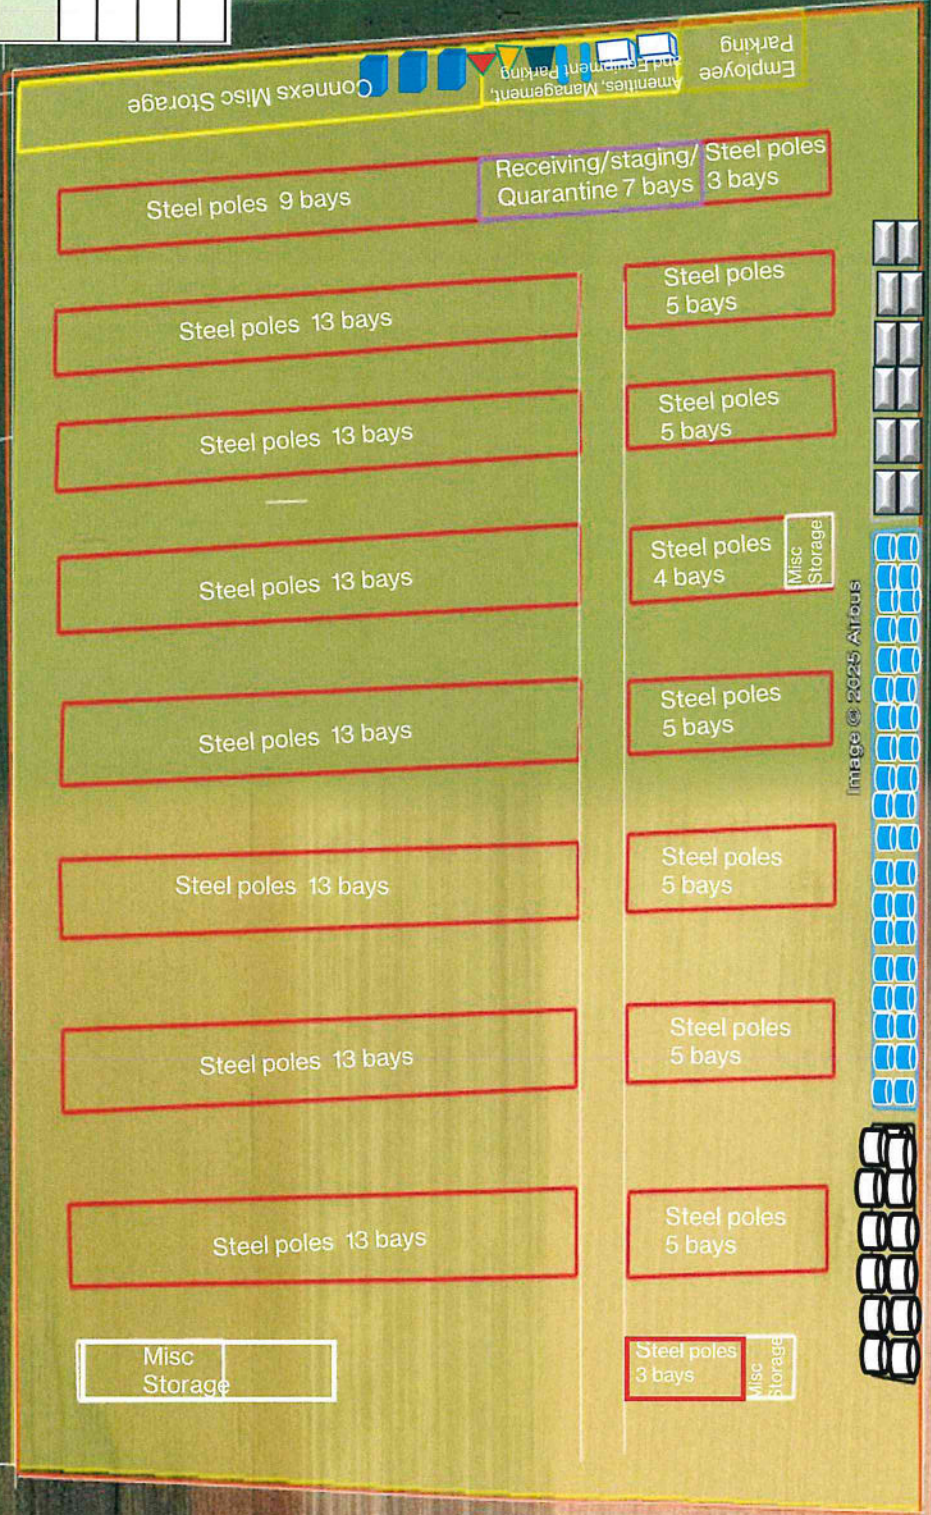 Connexs Misc Storage
Amenities, Management,
and Equipment Parking
Employee
Parking
Steel poles 9 bays
Receiving/staging/
Quarantine 7 bays
Steel poles
3 bays
Steel poles 13 bays
Steel poles
5 bays
Steel poles 13 bays
Steel poles
5 bays
Steel poles 13 bays
Steel poles
4 bays
Misc
Storage
Image © 2025 Airbus
Steel poles 13 bays
Steel poles
5 bays
Steel poles 13 bays
Steel poles
5 bays
Steel poles 13 bays
Steel poles
5 bays
Steel poles 13 bays
Steel poles
5 bays
Misc
Storage
Steel poles
3 bays
Misc
Storage